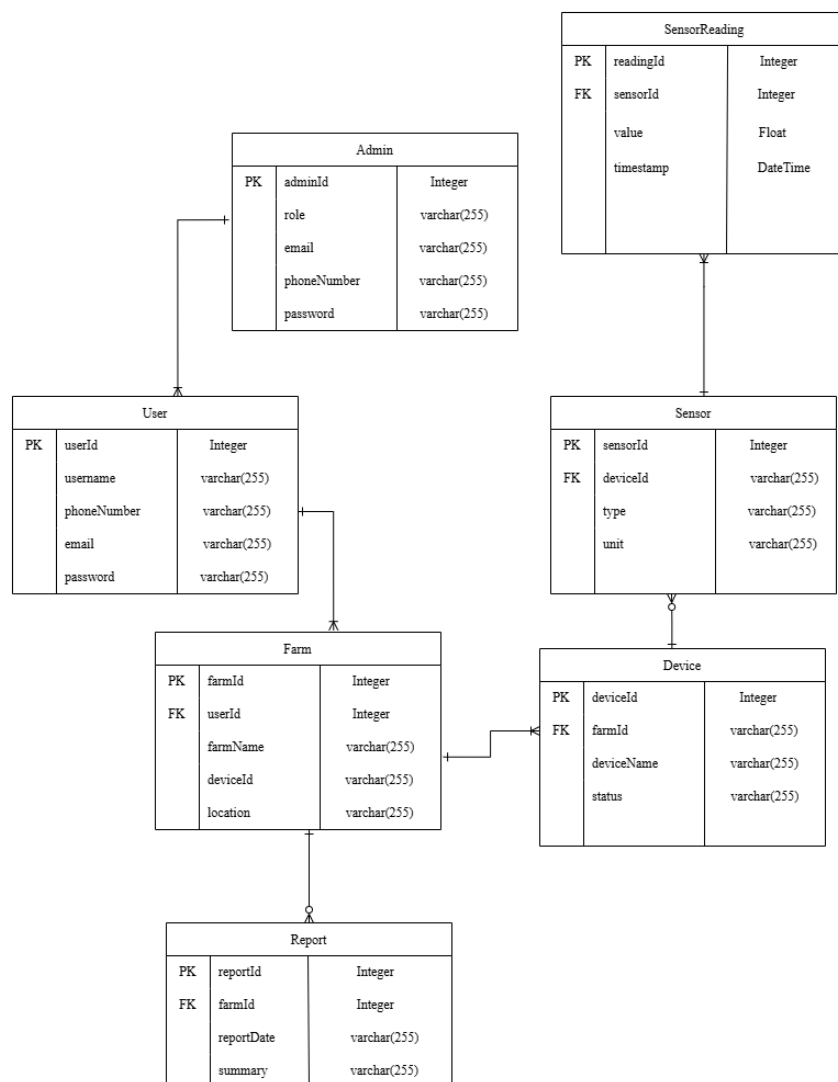 SensorReading
PK readingId Integer
FK sensorId Integer
value Float
timestamp DateTime
Admin
PK adminId Integer
role varchar(255)
email varchar(255)
phoneNumber varchar(255)
password varchar(255)
User
PK userId Integer
username varchar(255)
phoneNumber varchar(255)
email varchar(255)
password varchar(255)
Sensor
PK sensorId Integer
FK deviceId varchar(255)
type varchar(255)
unit varchar(255)
Farm
PK farmId Integer
FK userId Integer
farmName varchar(255)
deviceId varchar(255)
location varchar(255)
Device
PK deviceId Integer
FK farmId varchar(255)
deviceName varchar(255)
status varchar(255)
Report
PK reportId Integer
FK farmId Integer
reportDate varchar(255)
summary varchar(255)